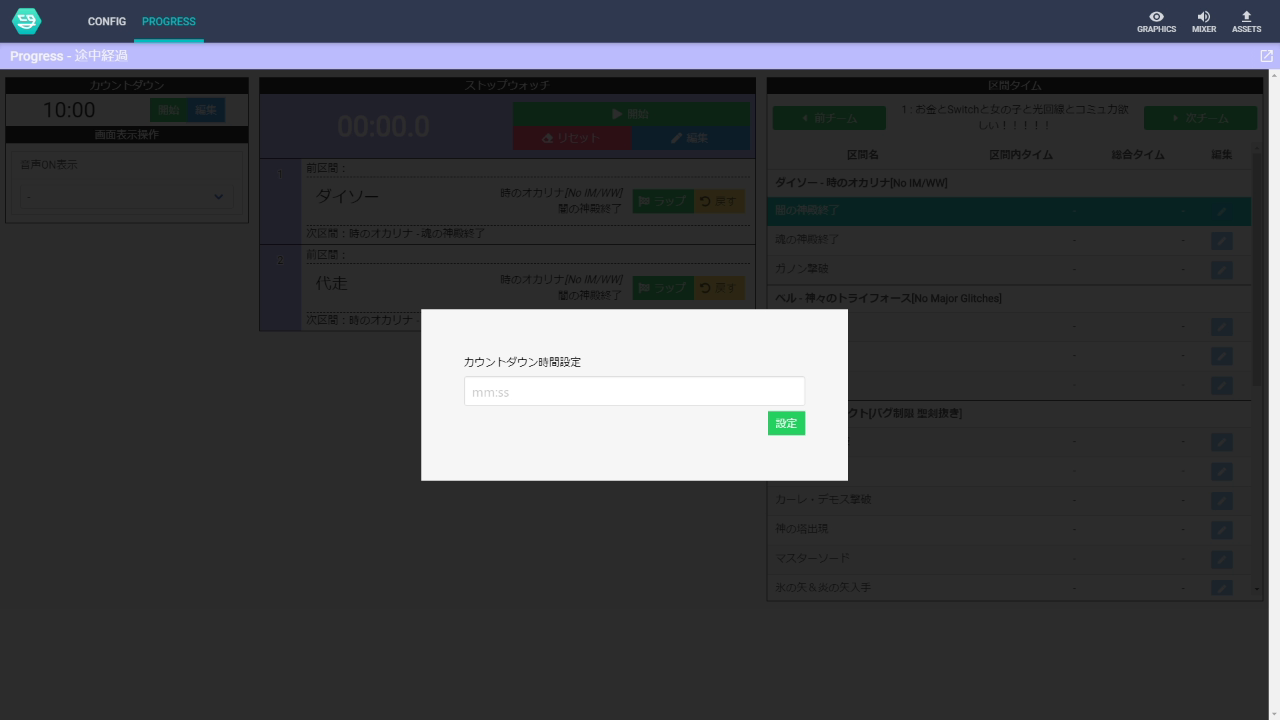 CONFIG
PROGRESS
GRAPHICS
MIXER
ASSETS
Progress - 途中経過
カウントダウン
10:00
開始
編集
画面表示操作
音声ON表示
-
ストップウォッチ
00:00.0
開始
リセット
編集
1
前区間：
ダイソー
時のオカリナ[No IM/WW]
闇の神殿終了
ラップ
戻す
次区間：時のオカリナ - 魂の神殿終了
2
前区間：
代走
時のオカリナ[No IM/WW]
闇の神殿終了
ラップ
戻す
次区間：時のオカリナ -
区間タイム
前チーム
1 : お金とSwitchと女の子と光回線とコミュ力欲
しい！！！！！
次チーム
区間名 区間内タイム 総合タイム 編集
ダイソー - 時のオカリナ[No IM/WW]
闇の神殿終了 - -
魂の神殿終了 - -
ガノン撃破 - -
ベル - 神々のトライフォース[No Major Glitches]
- -
- -
- -
クト[バグ制限 聖剣抜き]
- -
- -
カーレ・デモス撃破 - -
神の塔出現 - -
マスターソード - -
氷の矢＆炎の矢入手 - -
カウントダウン時間設定
mm:ss
設定